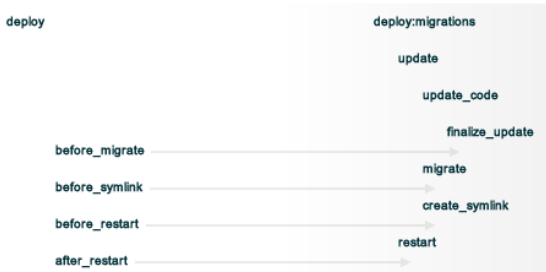 deploy
deploy:migrations
update
update_code
finalize_update
before_migrate
migrate
before_symlink
create_symlink
before_restart
restart
after_restart